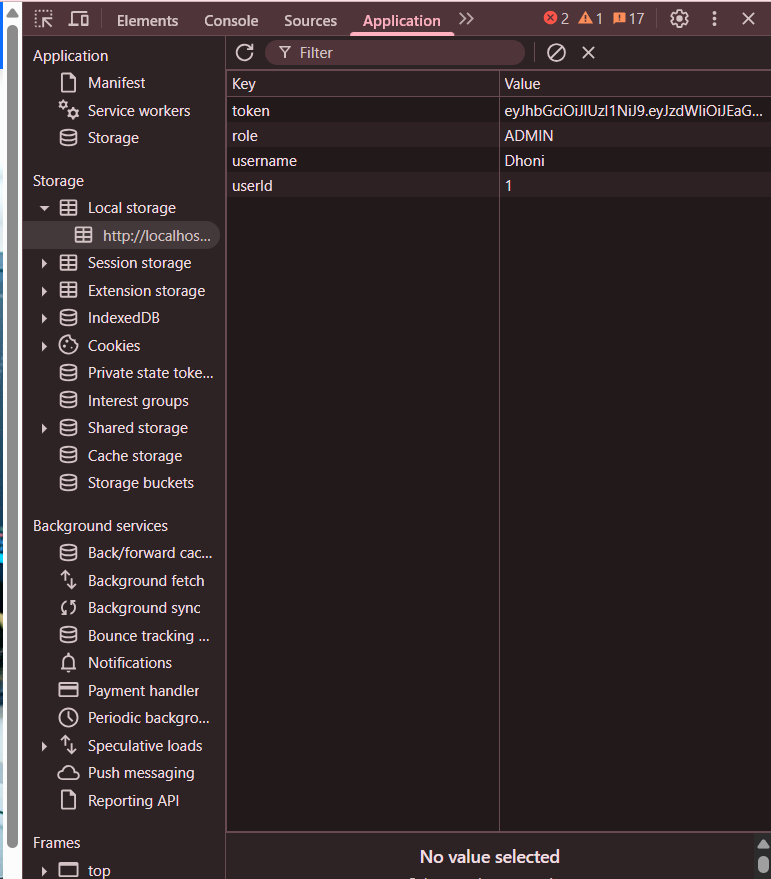 Elements Console Sources Application 2 1 17
Filter
Application
Manifest
Service workers
Storage
Storage
Local storage
http://localhos...
Session storage
Extension storage
IndexedDB
Cookies
Private state toke...
Interest groups
Shared storage
Cache storage
Storage buckets
Background services
Back/forward cac...
Background fetch
Background sync
Bounce tracking ...
Notifications
Payment handler
Periodic backgro...
Speculative loads
Push messaging
Reporting API
Frames
top
Key Value
token eyJhbGciOiJIUzI1NiJ9.eyJzdWIiOiJEaG...
role ADMIN
username Dhoni
userId 1
No value selected